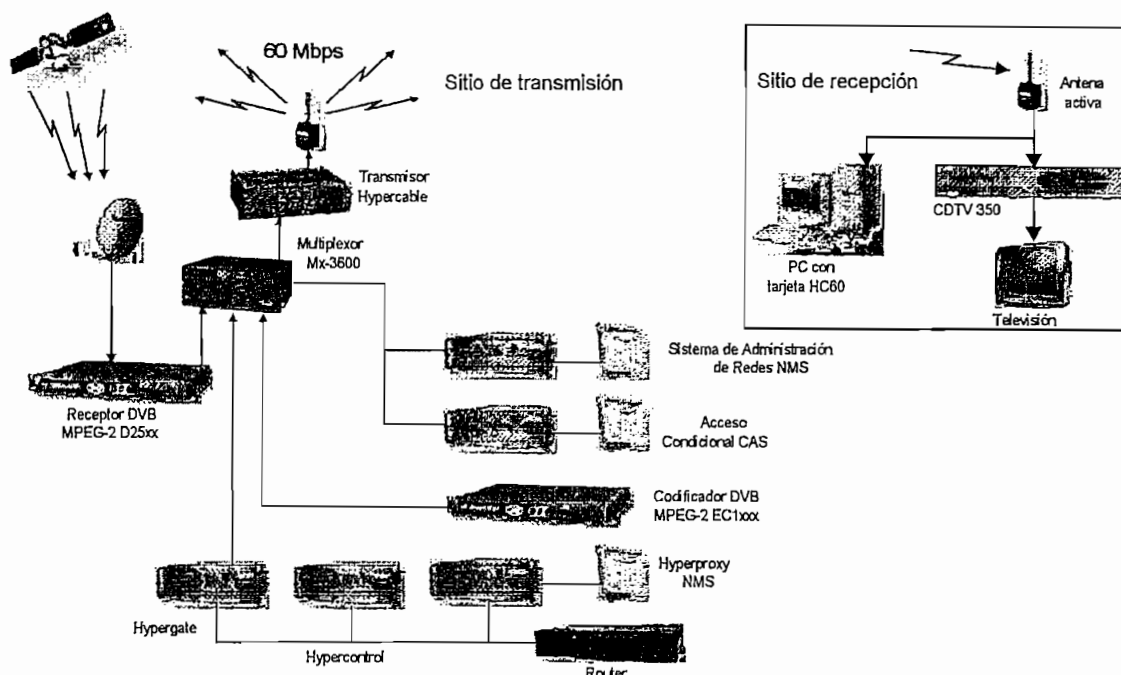 60 Mbps
Sitio de transmisión
Transmisor
Hypercable
Multiplexor
Mx-3600
Receptor DVB
MPEG-2 D25xx
Sistema de Administración
de Redes NMS
Acceso
Condicional CAS
Codificador DVB
MPEG-2 EC1xxx
Hyperproxy
NMS
Hypergate
Hypercontrol
Router
Sitio de recepción
Antena
activa
CDTV 350
PC con
tarjeta HC60
Televisión